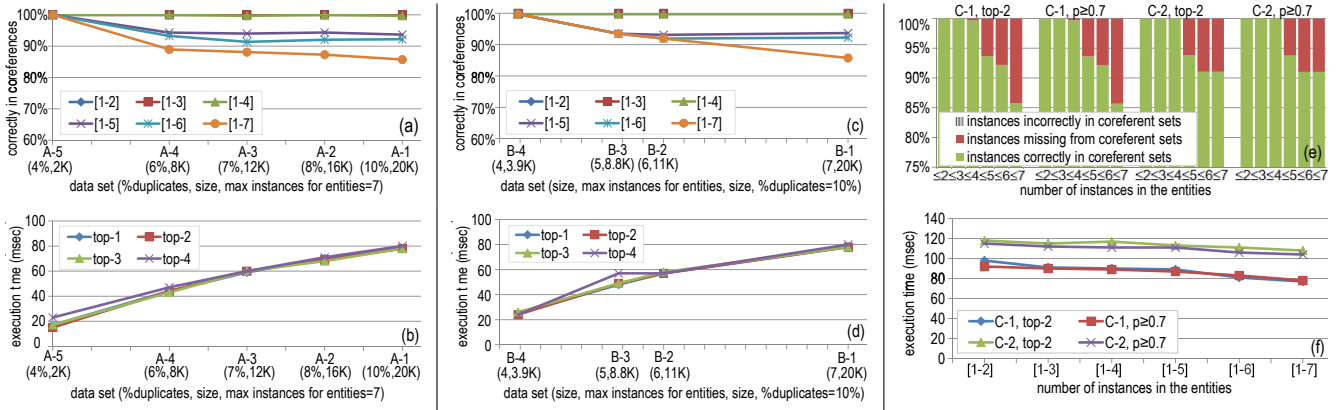 100%
90%
80%
80%
70%
60%
correctly in coreferences
[1-2]
[1-3]
[1-4]
[1-5]
[1-6]
[1-7]
(a)
A-5
(4%,2K)
A-4
(6%,8K)
A-3
(7%,12K)
A-2
(8%,16K)
A-1
(10%,20K)
data set (%duplicates, size, max instances for entities=7)
100
80
60
40
20
0
execution t me (msec)
top-1
top-2
top-3
top-4
(b)
A-5
(4%,2K)
A-4
(6%,8K)
A-3
(7%,12K)
A-2
(8%,16K)
A-1
(10%,20K)
data set (%duplicates, size, max instances for entities=7)
100%
90%
80%
80%
70%
60%
correctly in coreferences
[1-2]
[1-3]
[1-4]
[1-5]
[1-6]
[1-7]
(c)
B-4
(4,3.9K)
B-3
(5,8.8K)
B-2
(6,11K)
B-1
(7,20K)
data set (size, max instances for entities, size, %duplicates=10%)
100
80
60
40
20
0
execution t me (msec)
top-1
top-2
top-3
top-4
(d)
B-4
(4,3.9K)
B-3
(5,8.8K)
B-2
(6,11K)
B-1
(7,20K)
data set (size, max instances for entities, size, %duplicates=10%)
C-1, top-2
C-1, p≥0.7
C-2, top-2
C-2, p≥0.7
100%
95%
90%
85%
80%
75%
correctly in coreferences
instances incorrectly in coreferent sets
instances missing from coreferent sets
instances correctly in coreferent sets
(e)
≤2≤3≤4≤5≤6≤7
≤2≤3≤4≤5≤6≤7
≤2≤3≤4≤5≤6≤7
≤2≤3≤4≤5≤6≤7
number of instances in the entities
140
120
100
80
60
40
20
0
execution time (msec)
C-1, top-2
C-1, p≥0.7
C-2, top-2
C-2, p≥0.7
(f)
[1-2]
[1-3]
[1-4]
[1-5]
[1-6]
[1-7]
number of instances in the entities